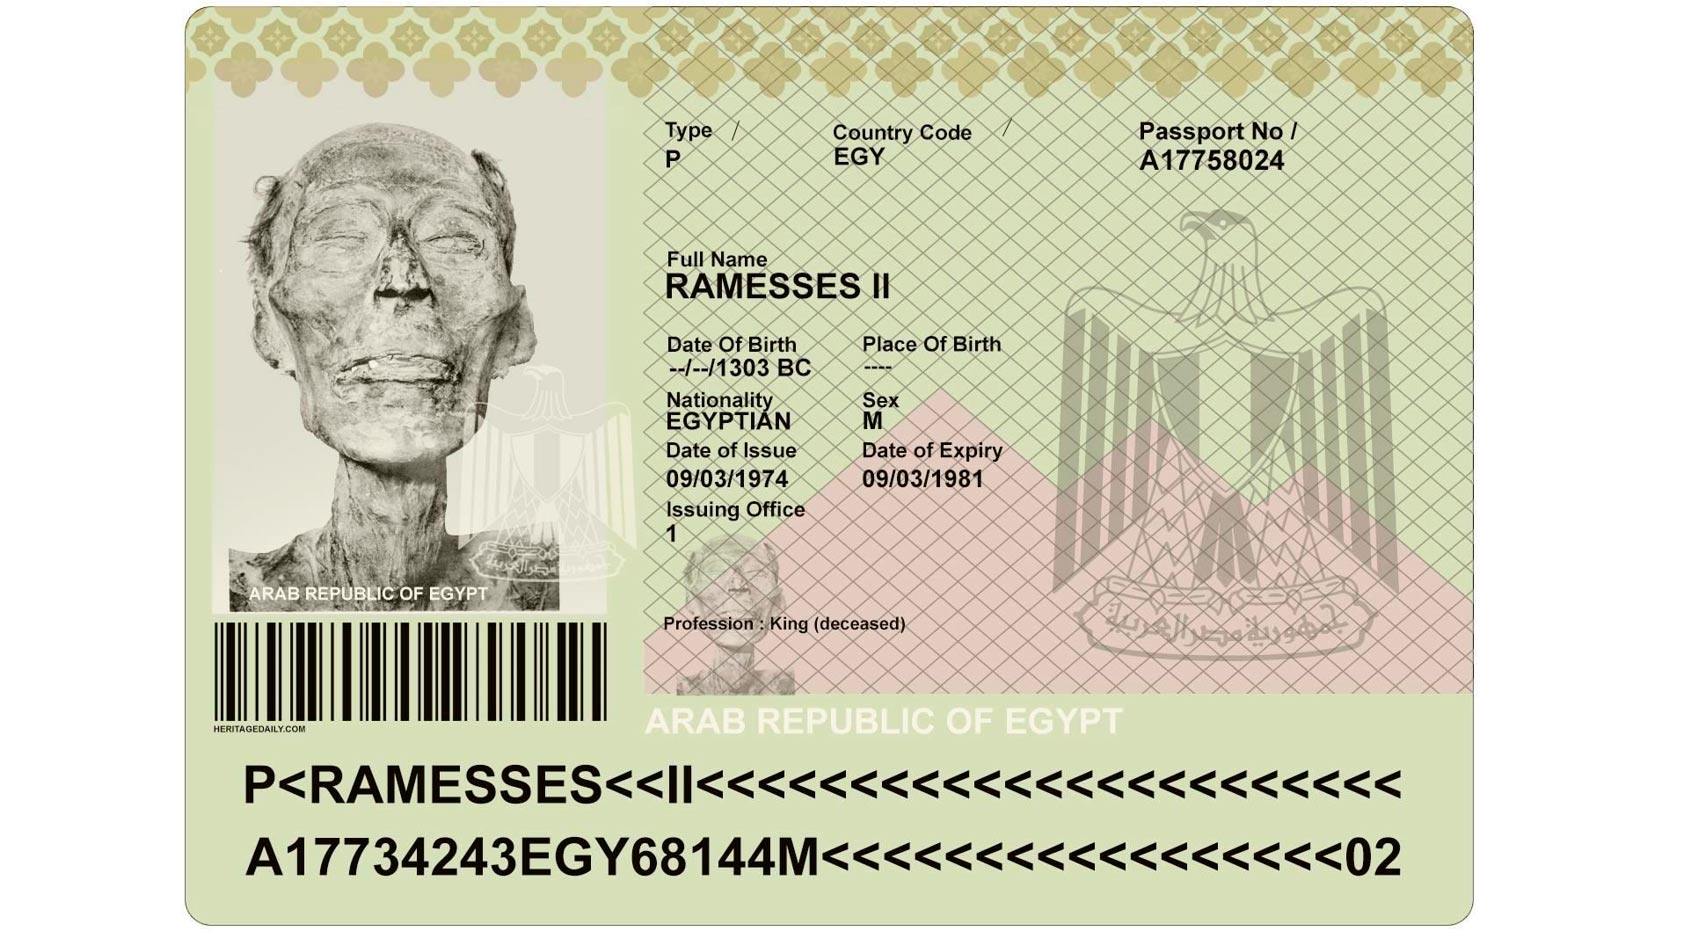 Type /
P
Country Code /
EGY
Passport No /
A17758024
Full Name
RAMESSES II
Date Of Birth
--/--/1303 BC
Place Of Birth
----
Nationality
EGYPTIAN
Sex
M
Date of Issue
09/03/1974
Date of Expiry
09/03/1981
Issuing Office
1
Profession : King (deceased)
جمهورية مصر العربية
جمهورية مصر العربية
ARAB REPUBLIC OF EGYPT
HERITAGEDAILY.COM
ARAB REPUBLIC OF EGYPT
P<RAMESSES<<II<<<<<<<<<<<<<<<<<<<<<<<
A17734243EGY68144M<<<<<<<<<<<<<<<<<02